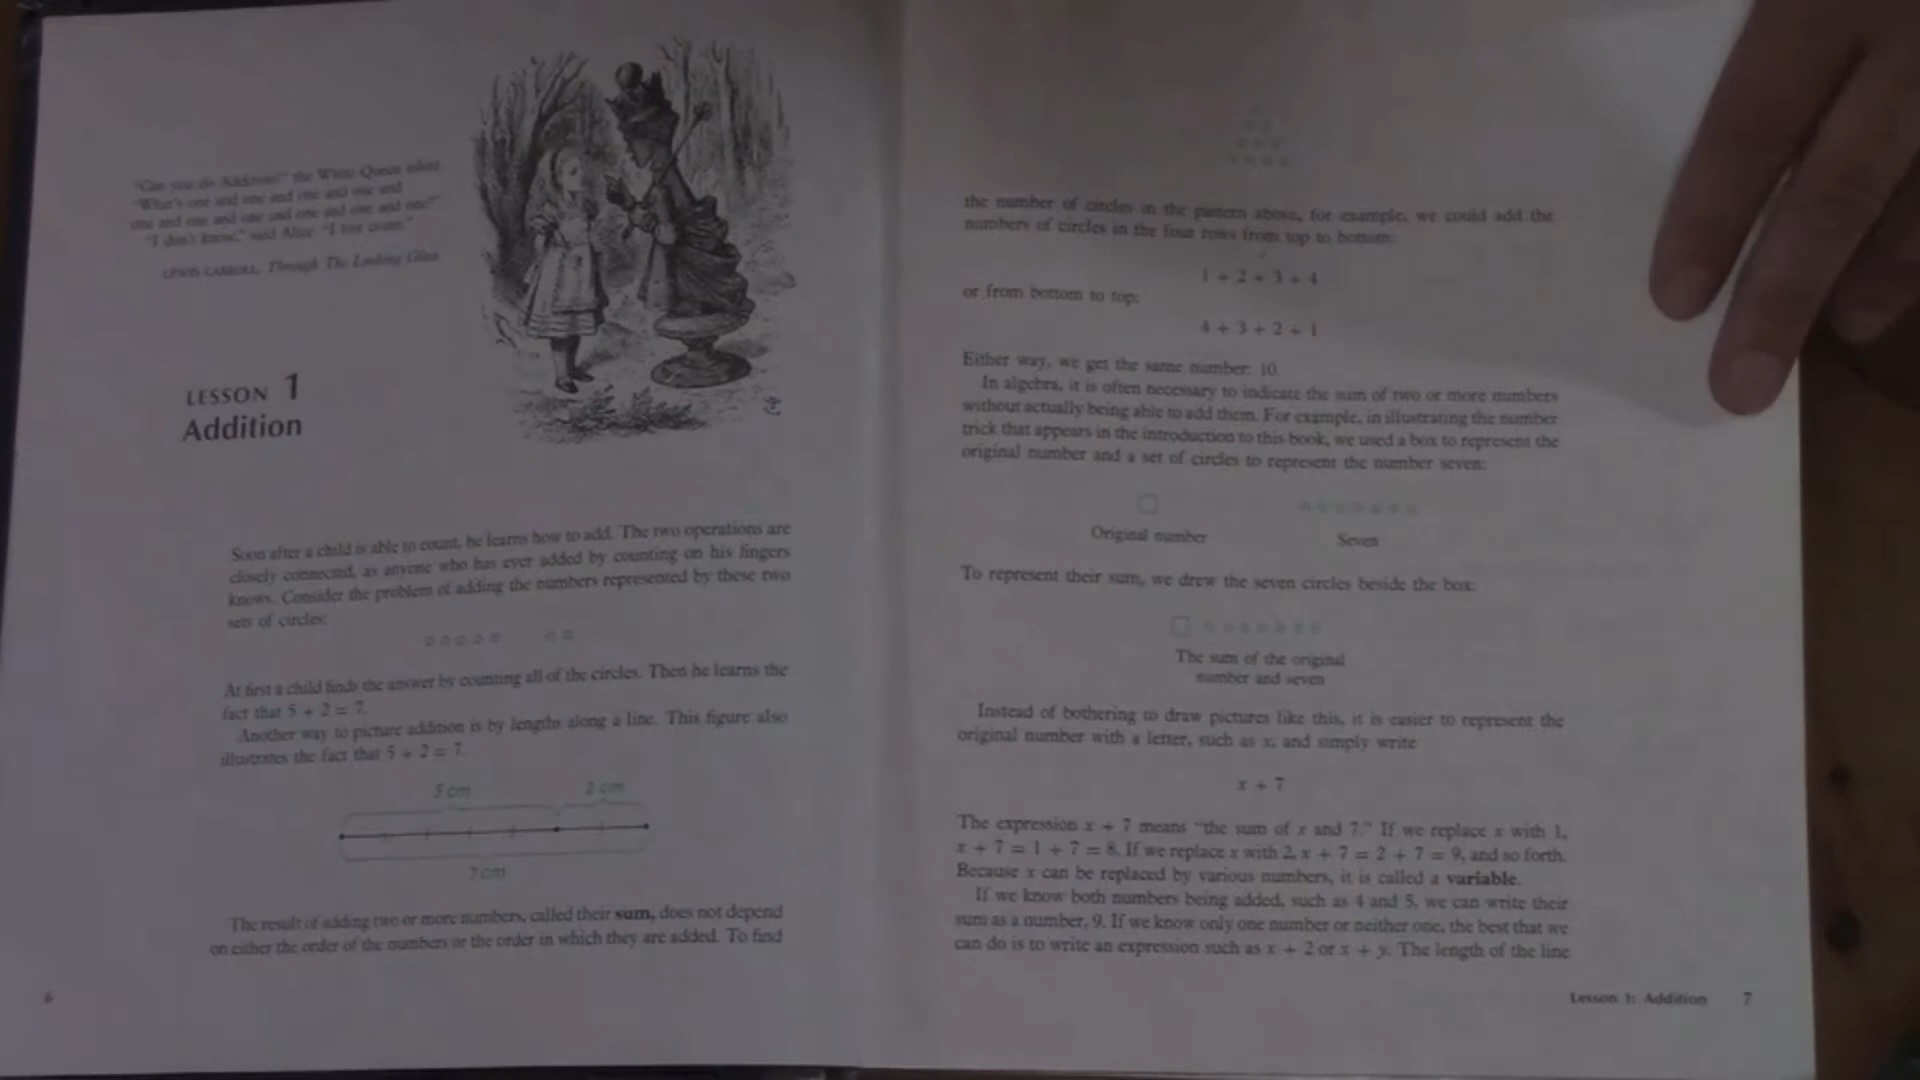 "Can you do Addition?" the White Queen asked.
"What's one and one and one and one and
one and one and one and one and one and one?"
"I don't know," said Alice. "I lost count."
LEWIS CARROLL, Through The Looking Glass
LESSON 1
Addition
Soon after a child is able to count, he learns how to add. The two operations are
closely connected, as anyone who has ever added by counting on his fingers
knows. Consider the problem of adding the numbers represented by these two
sets of circles:
At first a child finds the answer by counting all of the circles. Then he learns the
fact that 5 + 2 = 7.
Another way to picture addition is by lengths along a line. This figure also
illustrates the fact that 5 + 2 = 7.
5 cm 2 cm
7 cm
The result of adding two or more numbers, called their sum, does not depend
on either the order of the numbers or the order in which they are added. To find
6
the number of circles in the pattern above, for example, we could add the
numbers of circles in the four rows from top to bottom:
1 + 2 + 3 + 4
or from bottom to top:
4 + 3 + 2 + 1
Either way, we get the same number: 10.
In algebra, it is often necessary to indicate the sum of two or more numbers
without actually being able to add them. For example, in illustrating the number
trick that appears in the introduction to this book, we used a box to represent the
original number and a set of circles to represent the number seven:
Original number Seven
To represent their sum, we drew the seven circles beside the box:
The sum of the original
number and seven
Instead of bothering to draw pictures like this, it is easier to represent the
original number with a letter, such as x, and simply write
x + 7
The expression x + 7 means "the sum of x and 7." If we replace x with 1,
x + 7 = 1 + 7 = 8. If we replace x with 2, x + 7 = 2 + 7 = 9, and so forth.
Because x can be replaced by various numbers, it is called a variable.
If we know both numbers being added, such as 4 and 5, we can write their
sum as a number, 9. If we know only one number or neither one, the best that we
can do is to write an expression such as x + 2 or x + y. The length of the line
Lesson 1: Addition 7